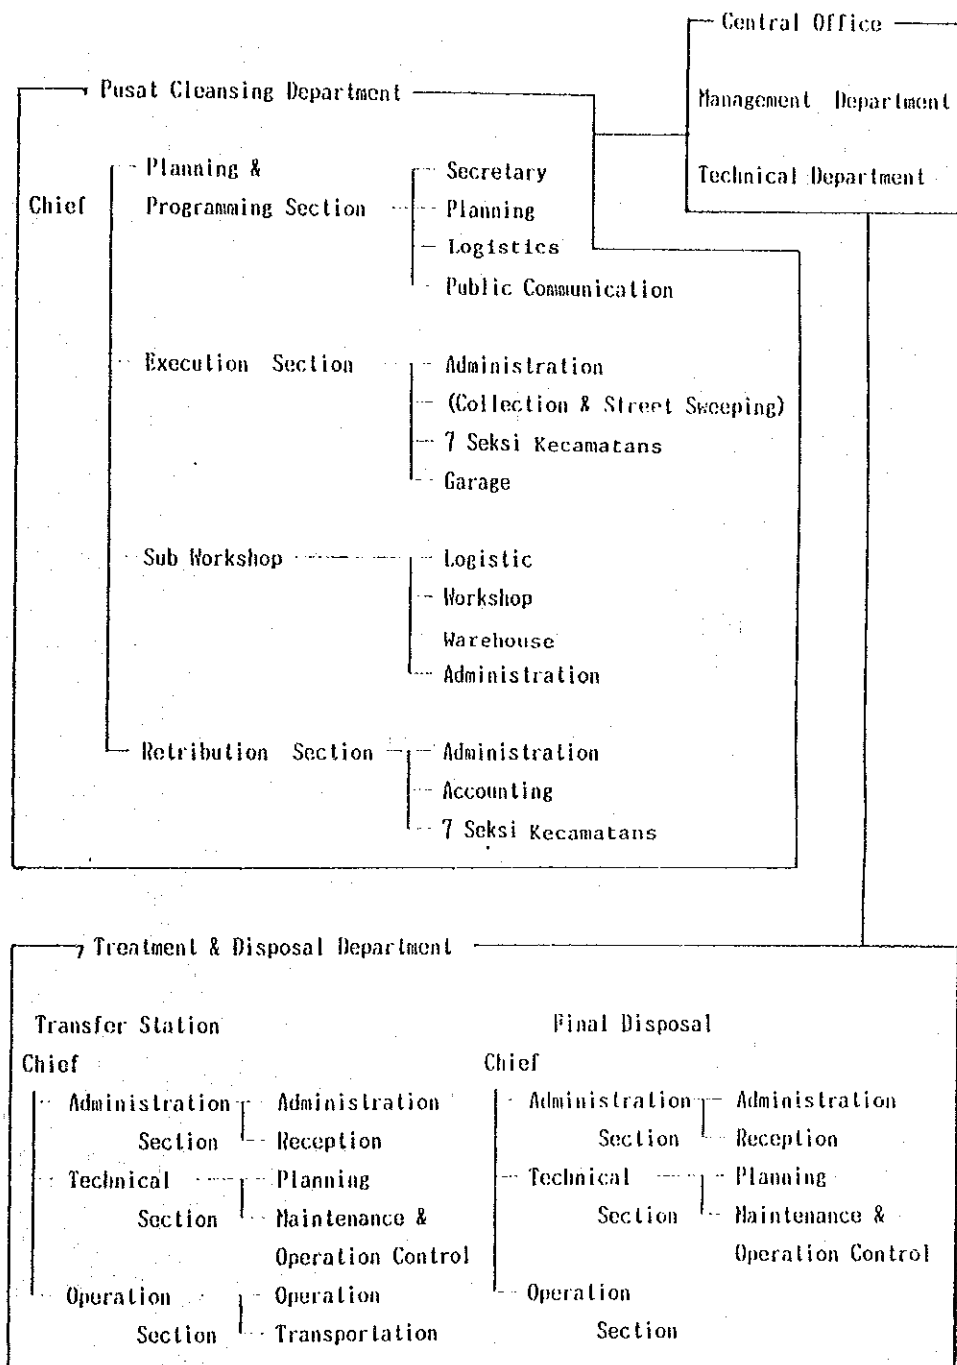 Central Office
Management Department
Technical Department
Pusat Cleansing Department
Chief
Planning &
Programming Section
Secretary
Planning
Logistics
Public Communication
Execution Section
Administration
(Collection & Street Sweeping)
7 Seksi Kecamatans
Garage
Sub Workshop
Logistic
Workshop
Warehouse
Administration
Retribution Section
Administration
Accounting
7 Seksi Kecamatans
Treatment & Disposal Department
Transfer Station
Chief
Administration
Section
Administration
Reception
Technical
Section
Planning
Maintenance &
Operation Control
Operation
Section
Operation
Transportation
Final Disposal
Chief
Administration
Section
Administration
Reception
Technical
Section
Planning
Maintenance &
Operation Control
Operation
Section